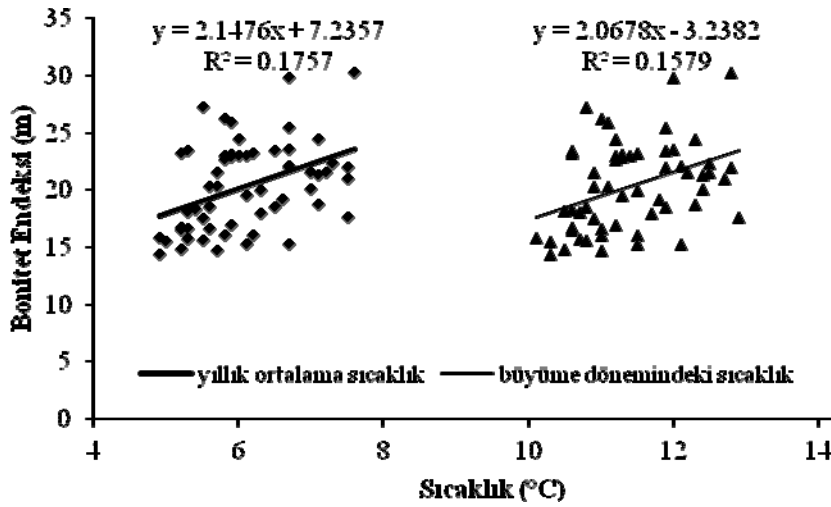 y = 2.1476x + 7.2357
R² = 0.1757
y = 2.0678x - 3.2382
R² = 0.1579
35
30
25
20
15
10
5
0
Bonitet Endeksi (m)
yıllık ortalama sıcaklık
büyüme dönemindeki sıcaklık
4
6
8
10
12
14
Sıcaklık (°C)